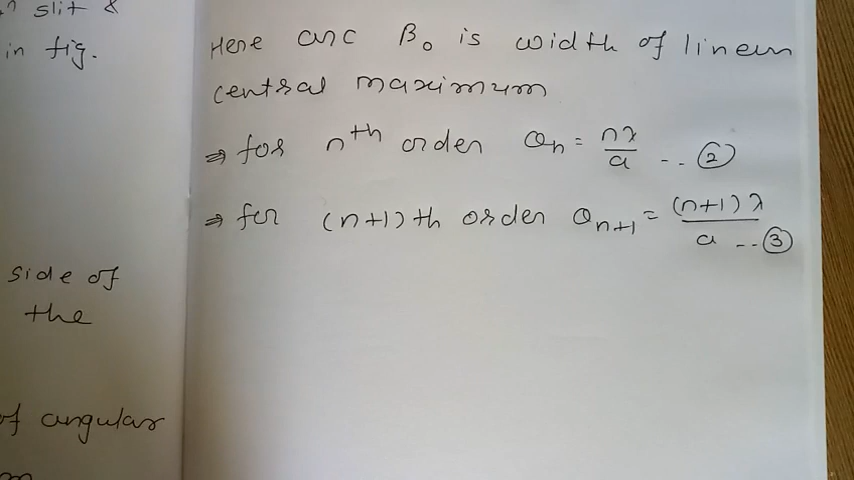 slit &
in fig.
side of
the
of angular
Here arc β₀ is width of linear
central maximum
⇒ for nth order θn = nλ/a -- ②
⇒ for (n+1)th order θn+1 = (n+1)λ/a -- ③